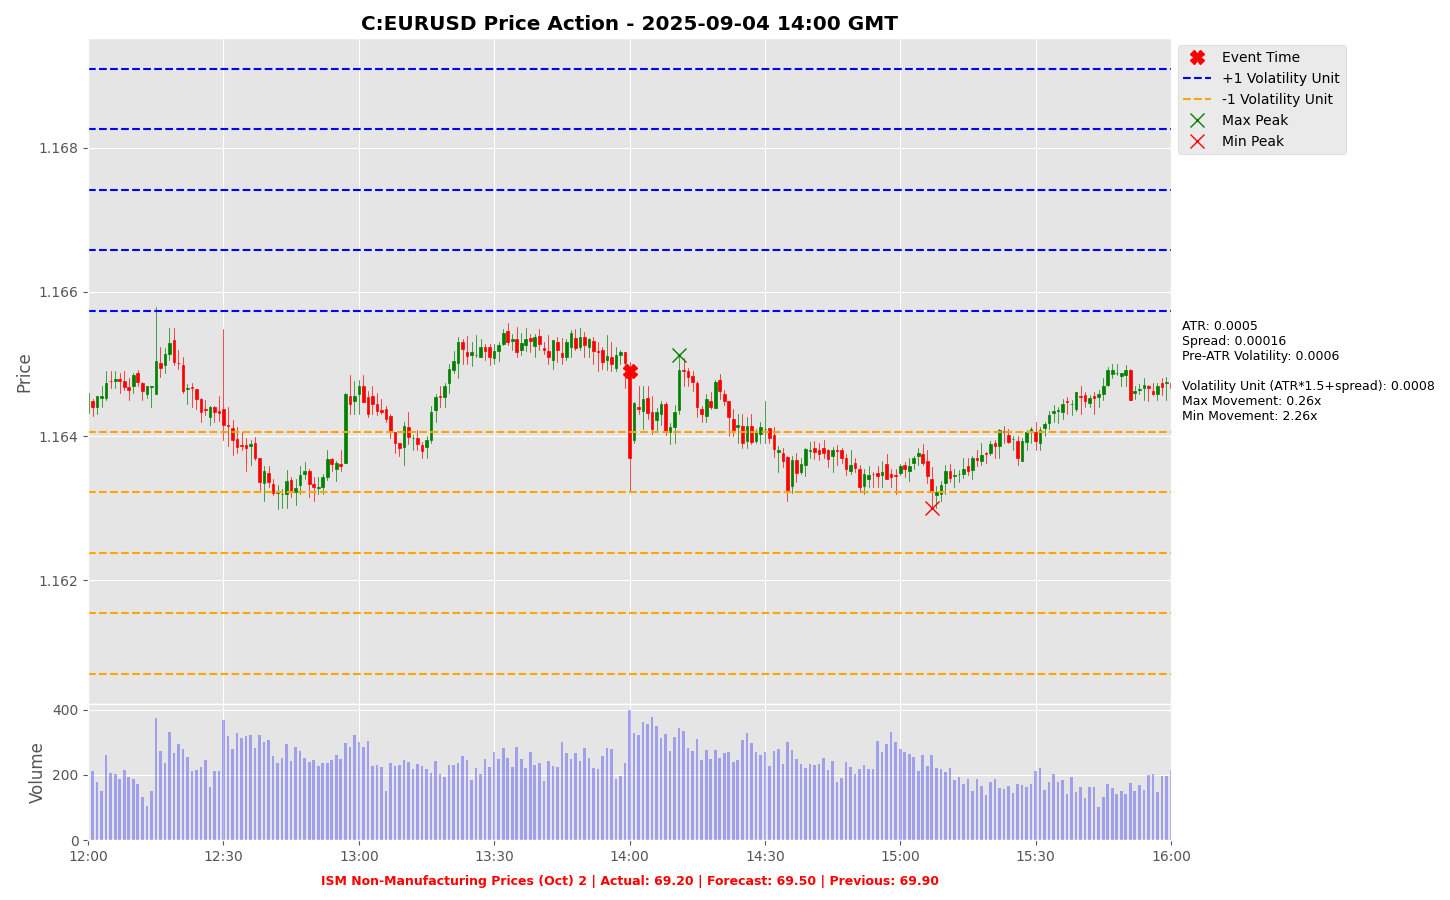 C:EURUSD Price Action - 2025-09-04 14:00 GMT
Event Time
+1 Volatility Unit
-1 Volatility Unit
Max Peak
Min Peak
1.168
1.166
1.164
1.162
Price
ATR: 0.0005
Spread: 0.00016
Pre-ATR Volatility: 0.0006
Volatility Unit (ATR*1.5+spread): 0.0008
Max Movement: 0.26x
Min Movement: 2.26x
400
200
0
Volume
12:00 12:30 13:00 13:30 14:00 14:30 15:00 15:30 16:00
ISM Non-Manufacturing Prices (Oct) 2 | Actual: 69.20 | Forecast: 69.50 | Previous: 69.90